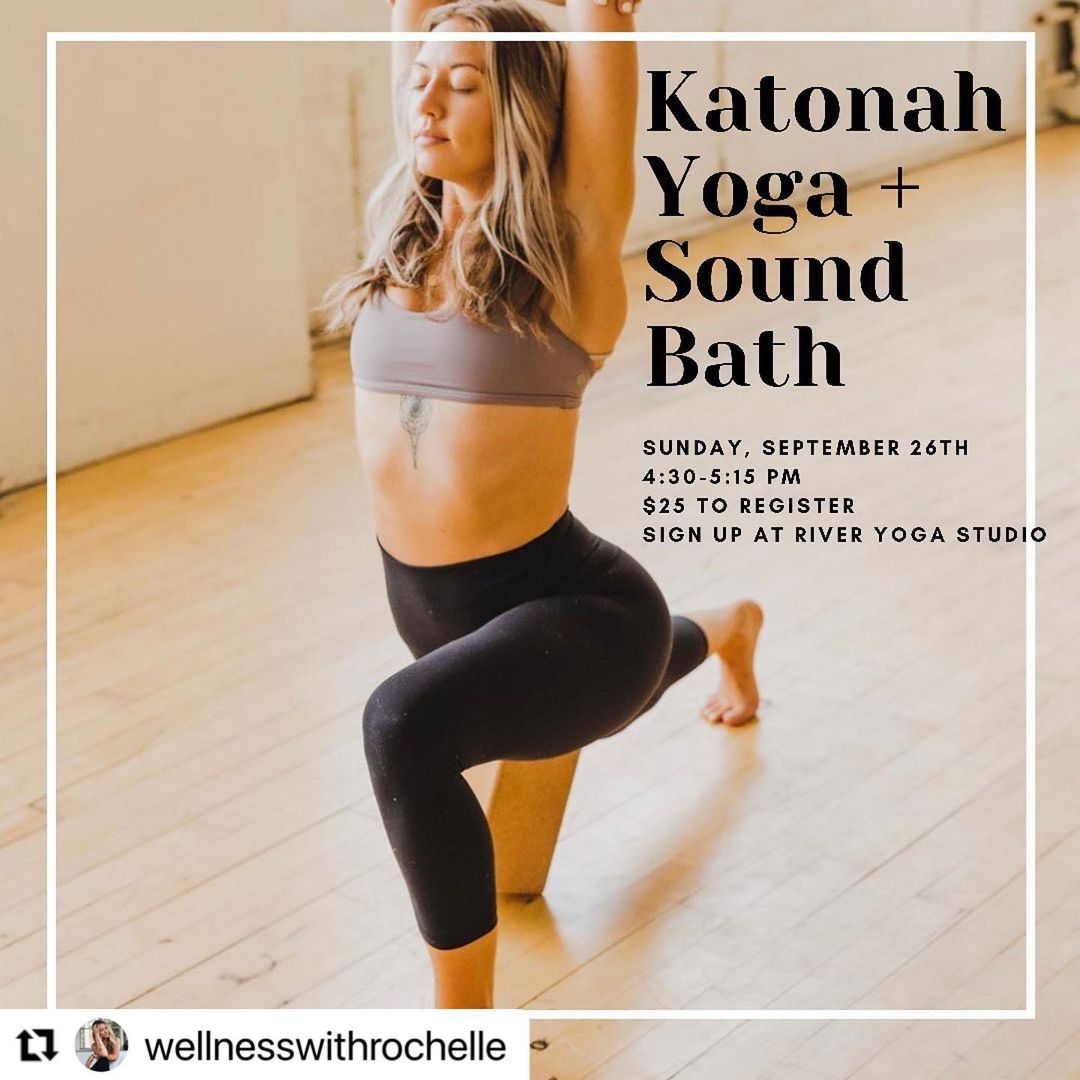 Katonah
Yoga +
Sound
Bath
SUNDAY, SEPTEMBER 26TH
4:30-5:15 PM
$25 TO REGISTER
SIGN UP AT RIVER YOGA STUDIO
wellnesswithrochelle